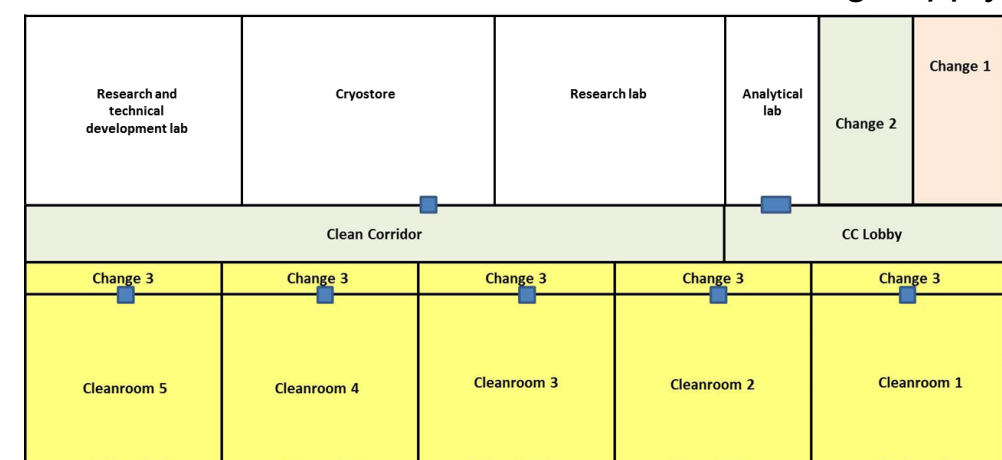 Research and
technical
development lab
Cryostore
Research lab
Analytical
lab
Change 2
Change 1
Clean Corridor
CC Lobby
Change 3
Change 3
Change 3
Change 3
Change 3
Cleanroom 5
Cleanroom 4
Cleanroom 3
Cleanroom 2
Cleanroom 1